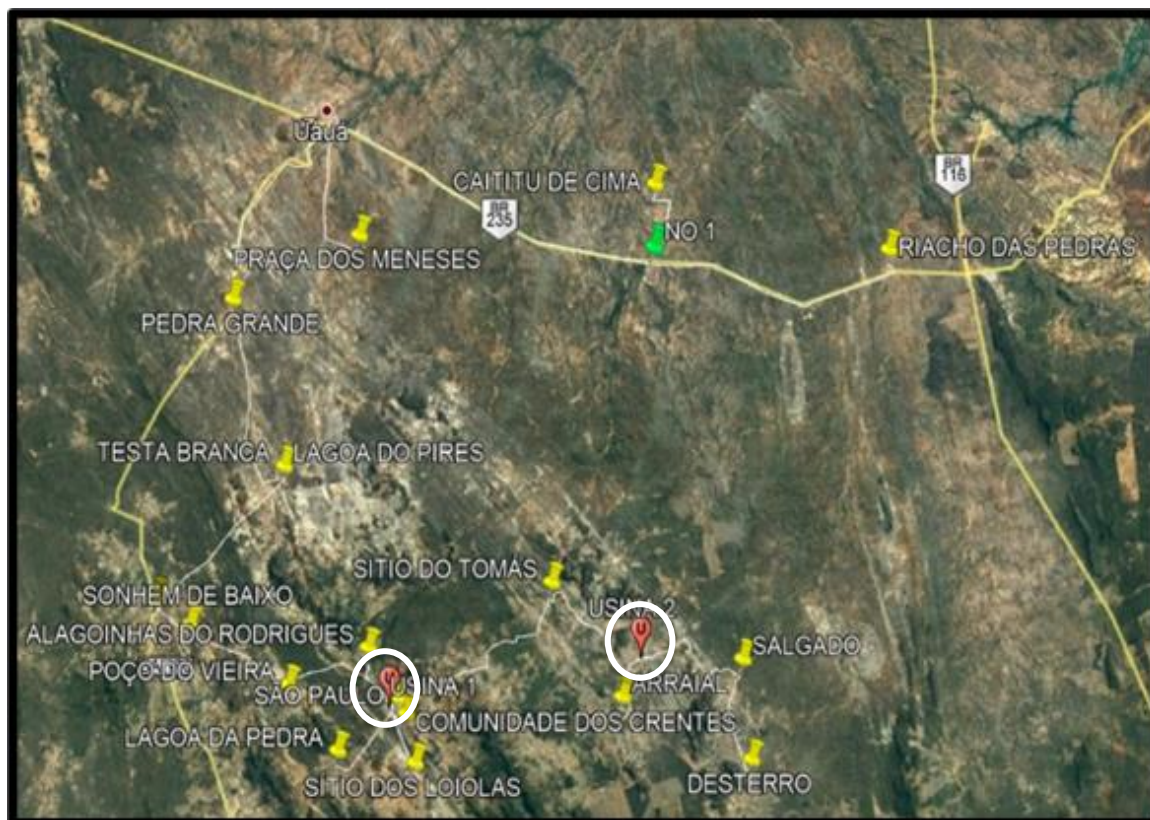 Uauá
CAITITU DE CIMA
BR
116
BR
235
NO 1
RIACHO DAS PEDRAS
PRAÇA DOS MENESES
PEDRA GRANDE
TESTA BRANCA
LAGOA DO PIRES
SITIO DO TOMÁS
SONHEM DE BAIXO
USINA 2
ALAGOINHAS DO RODRIGUES
SALGADO
POÇO DO VIEIRA
SÃO PAULO
USINA 1
ARRAIAL
COMUNIDADE DOS CRENTES
LAGOA DA PEDRA
SÍTIO DOS LOIOLAS
DESTERRO